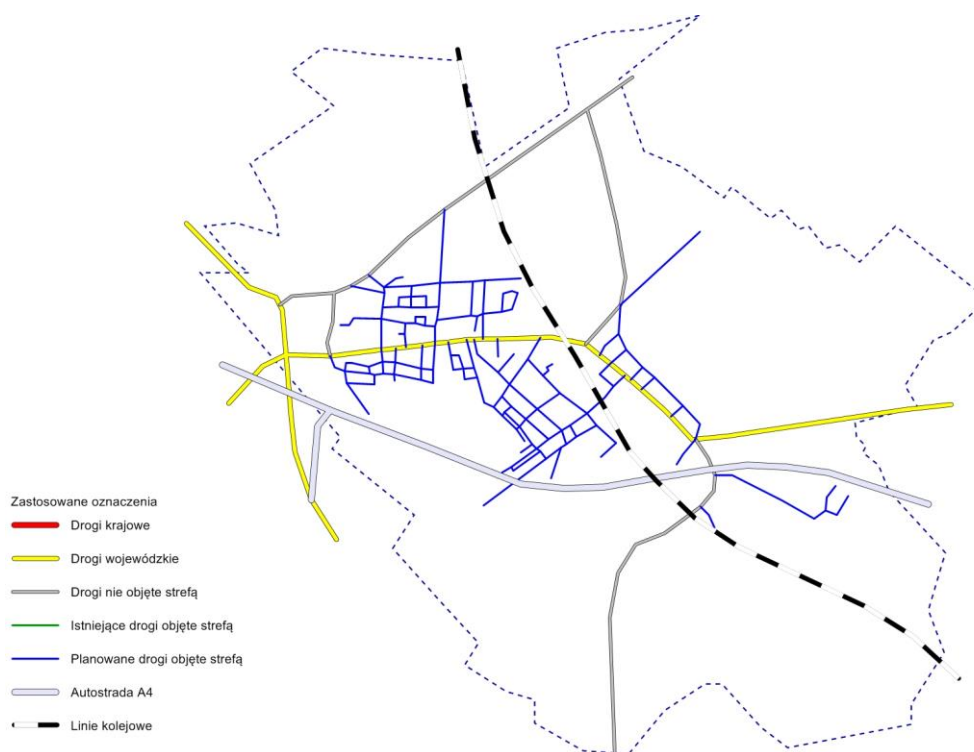 Zastosowane oznaczenia
Drogi krajowe
Drogi wojewódzkie
Drogi nie objęte strefą
Istniejące drogi objęte strefą
Planowane drogi objęte strefą
Autostrada A4
Linie kolejowe